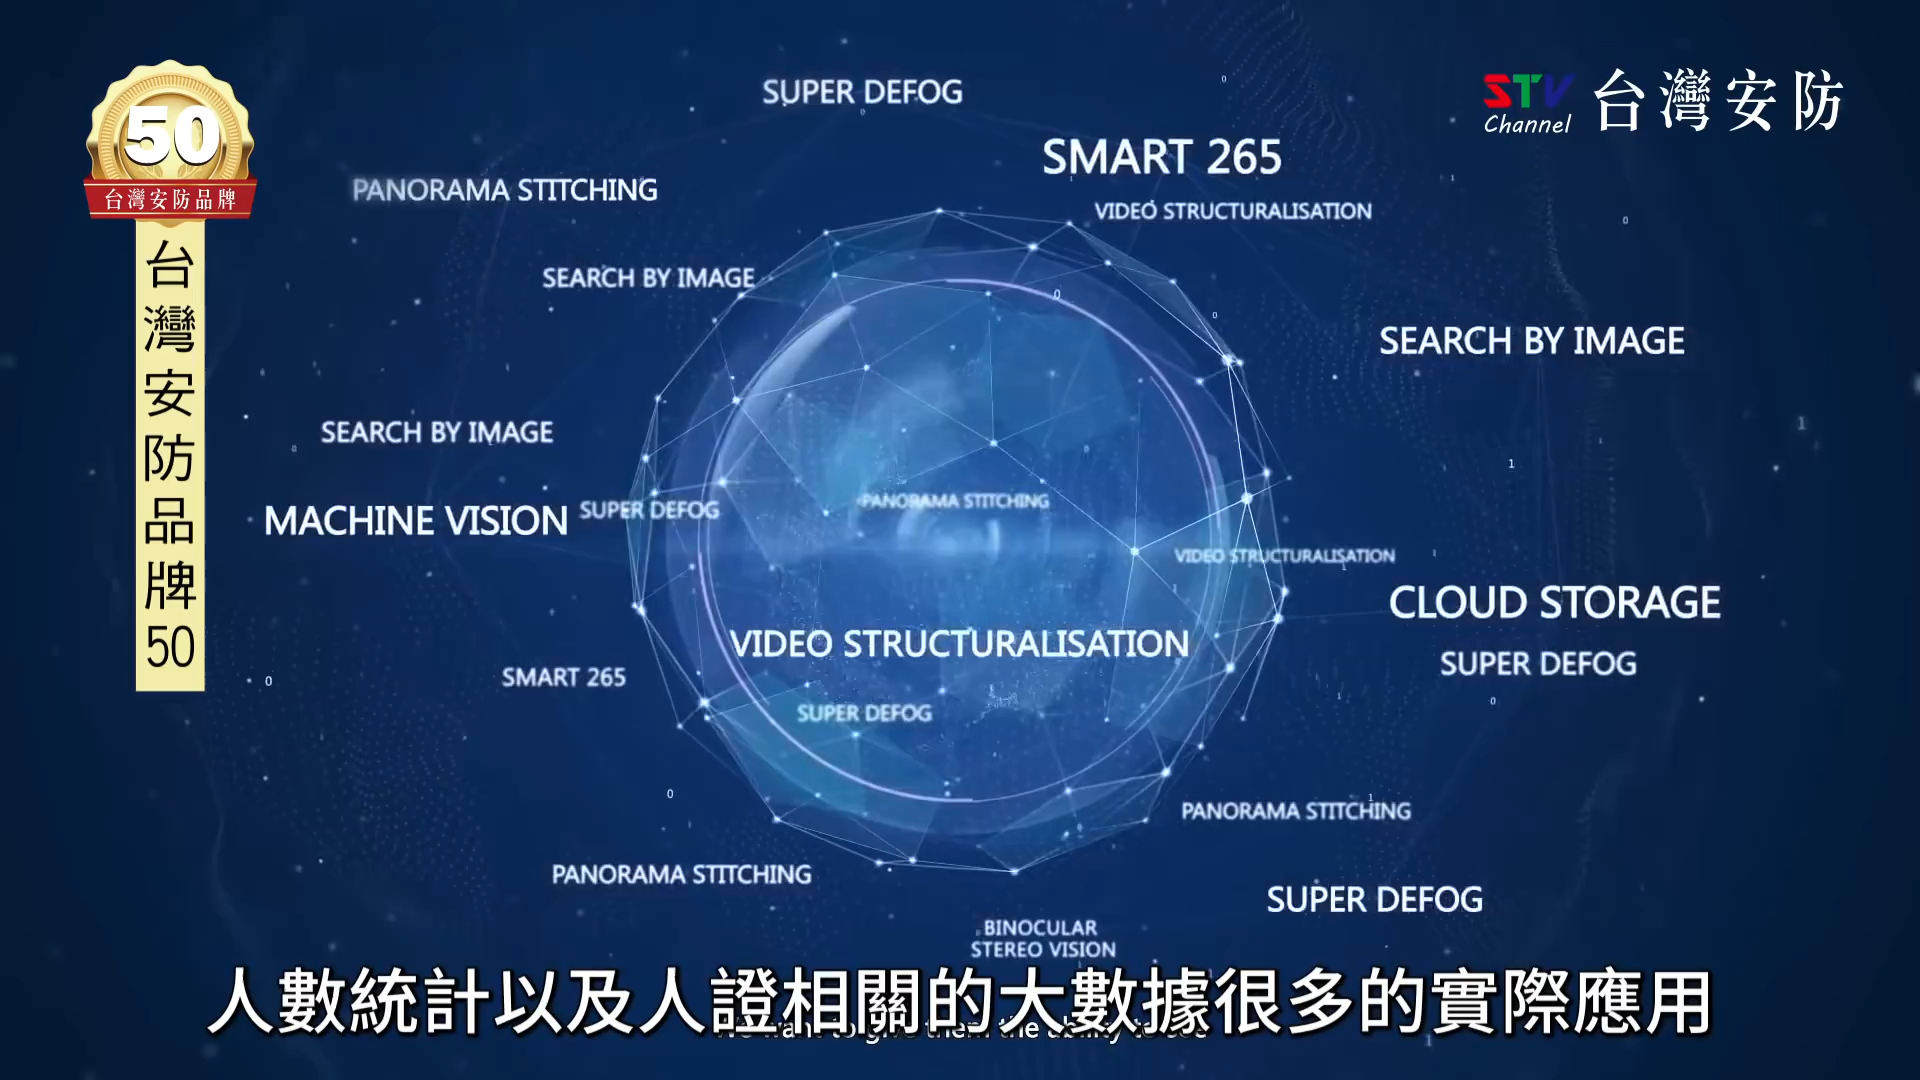 SUPER DEFOG
STV
Channel
台灣安防
50
台灣安防品牌
台灣安防品牌50
SMART 265
PANORAMA STITCHING
VIDEO STRUCTURALISATION
SEARCH BY IMAGE
SEARCH BY IMAGE
SEARCH BY IMAGE
MACHINE VISION
SUPER DEFOG
PANORAMA STITCHING
VIDEO STRUCTURALISATION
CLOUD STORAGE
VIDEO STRUCTURALISATION
SUPER DEFOG
SMART 265
SUPER DEFOG
PANORAMA STITCHING
PANORAMA STITCHING
SUPER DEFOG
BINOCULAR
STEREO VISION
人數統計以及人證相關的大數據很多的實際應用